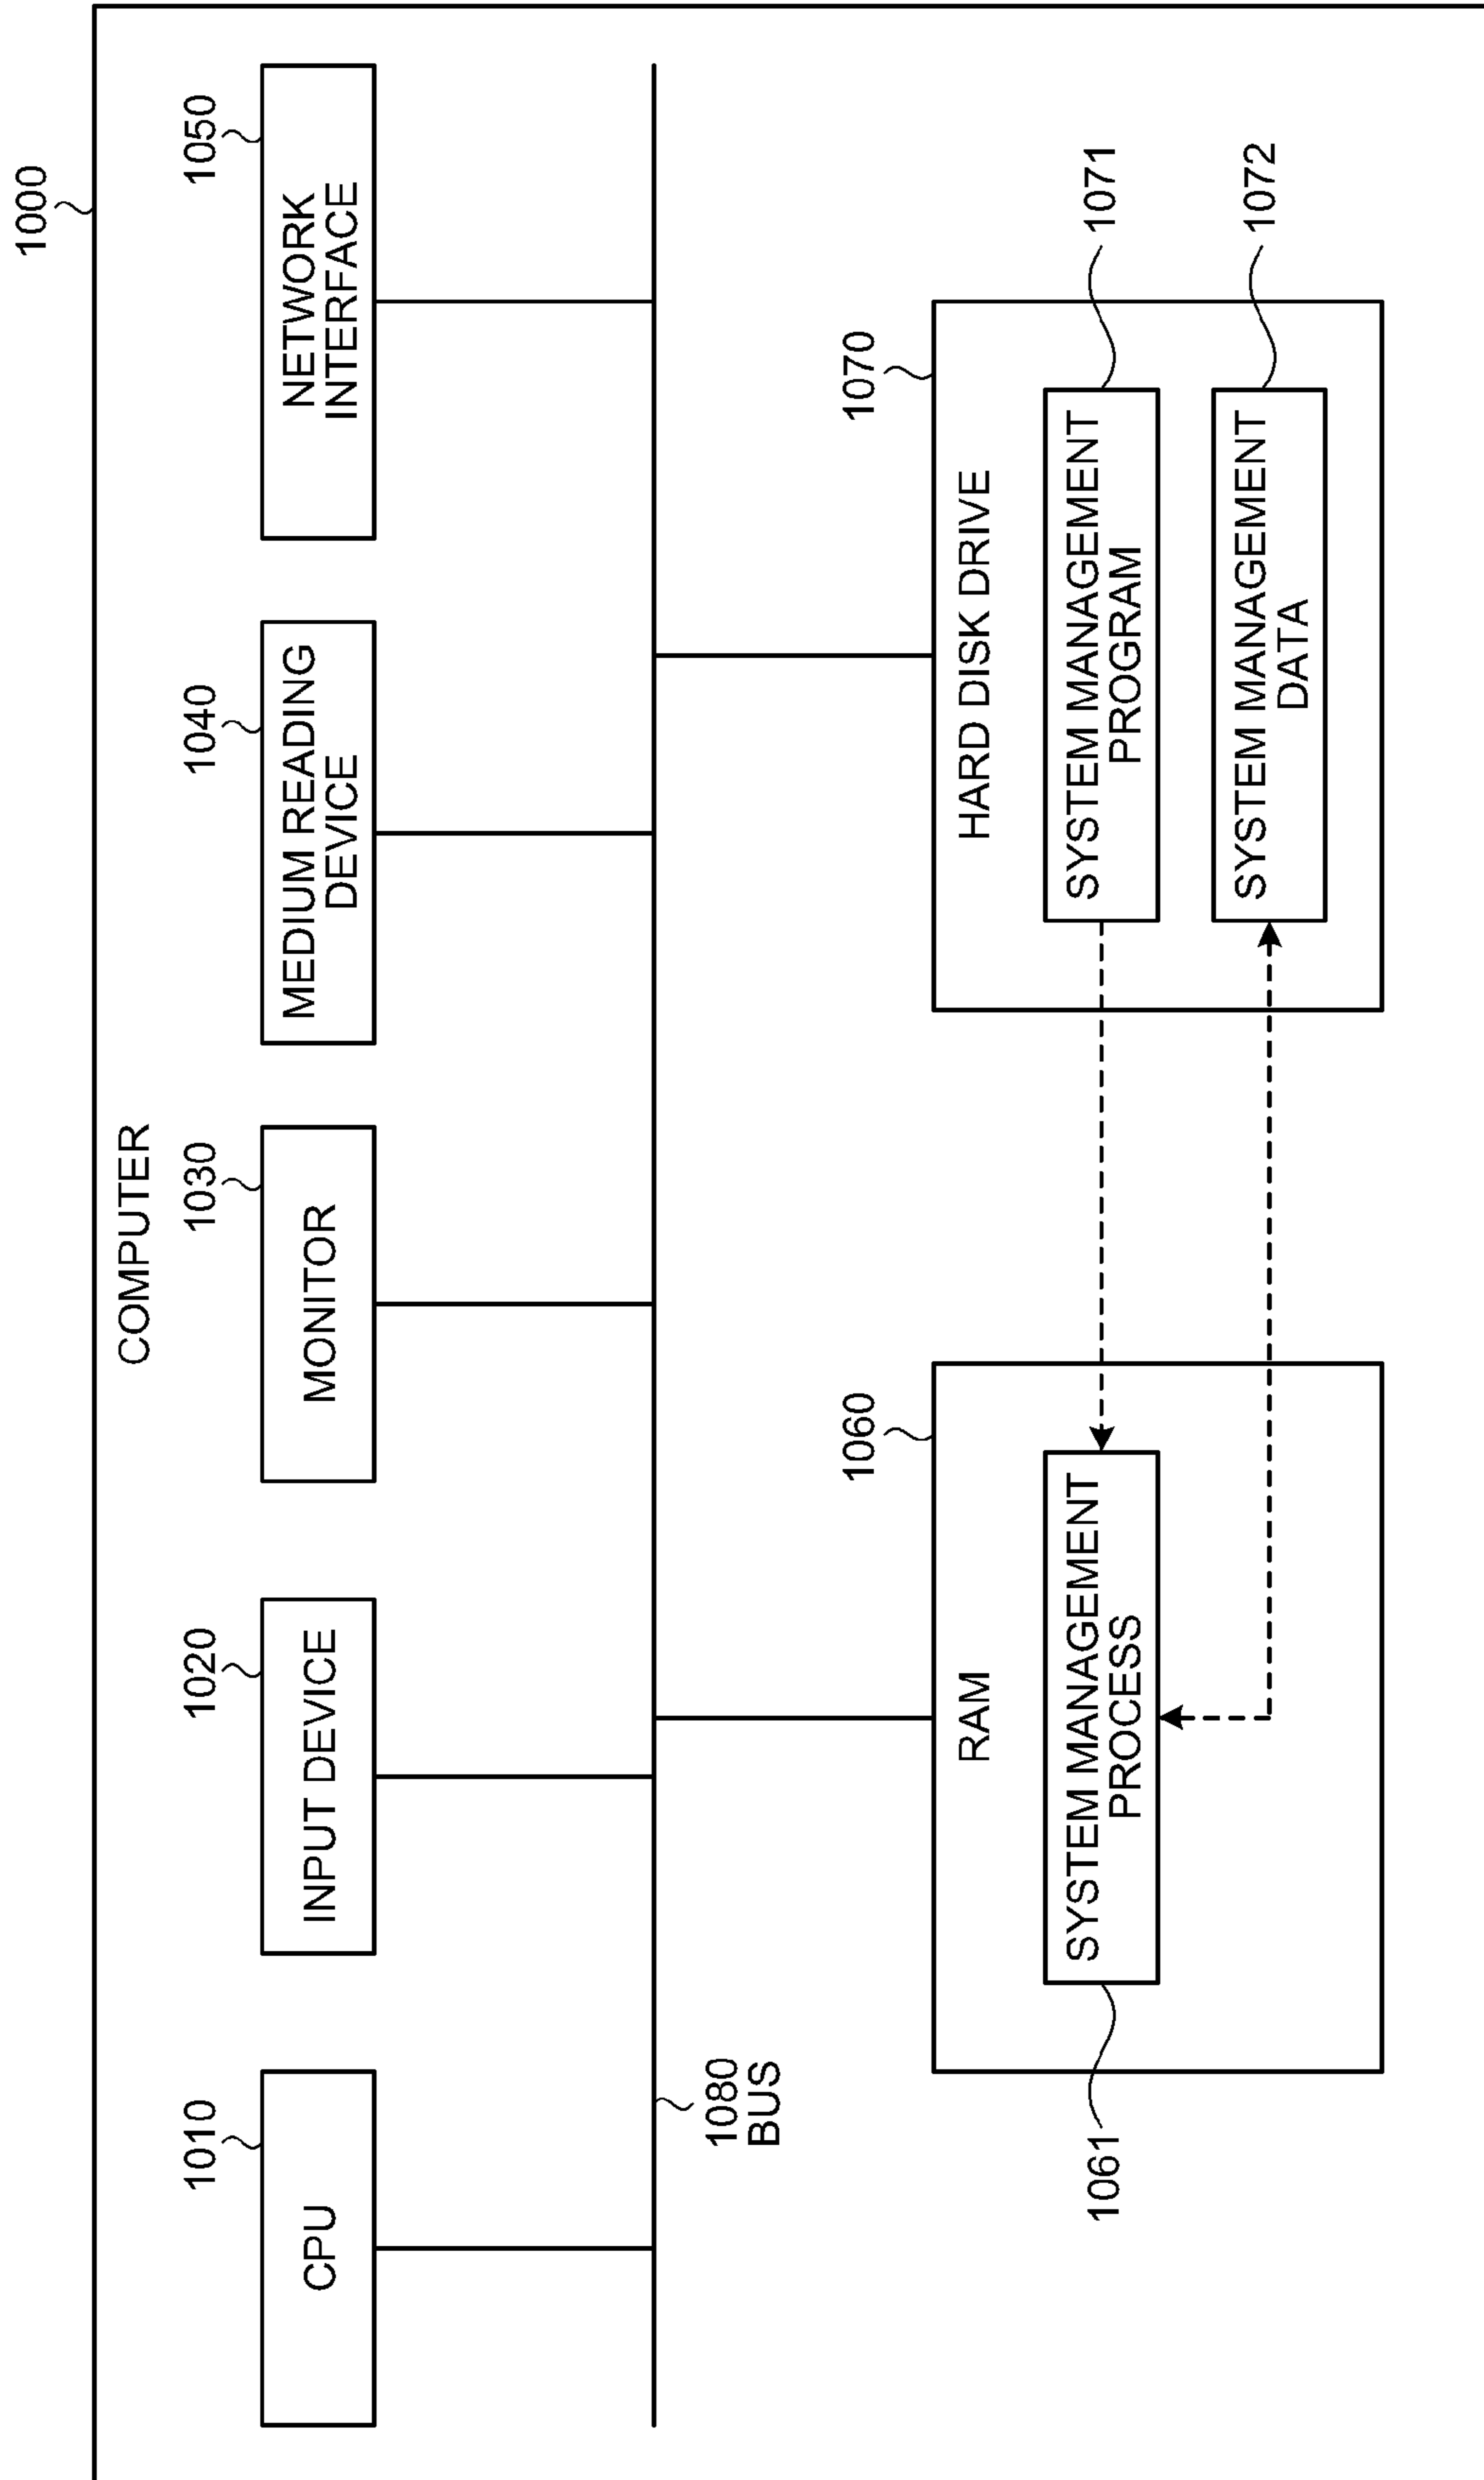 1000
COMPUTER
1010
1020
1030
1040
1050
CPU
INPUT DEVICE
MONITOR
MEDIUM READING
DEVICE
NETWORK
INTERFACE
1080
BUS
1060
1070
RAM
HARD DISK DRIVE
1061
SYSTEM MANAGEMENT
PROCESS
SYSTEM MANAGEMENT
PROGRAM
1071
SYSTEM MANAGEMENT
DATA
1072